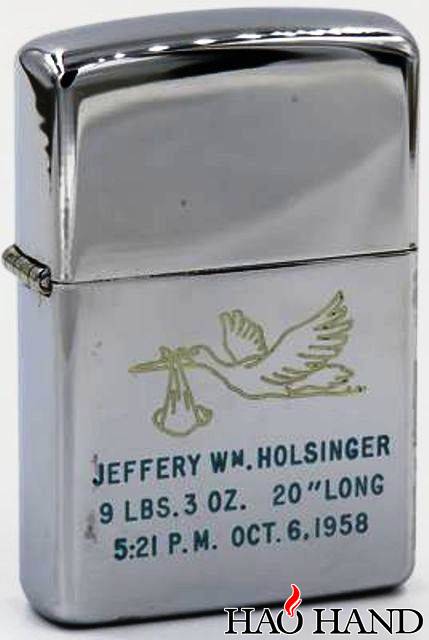 JEFFERY WM. HOLSINGER
9 LBS. 3 OZ. 20" LONG
5:21 P.M. OCT. 6, 1958
HAO HAND